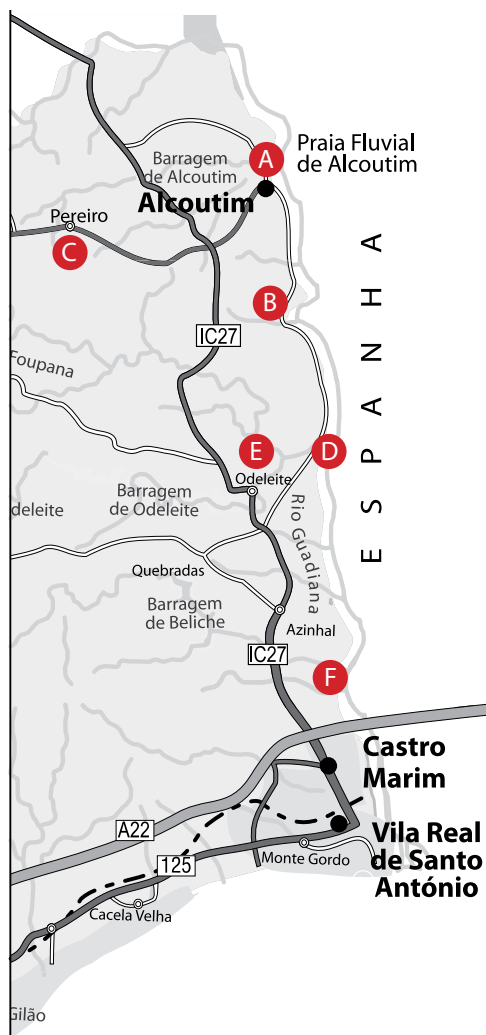 Praia Fluvial
de Alcoutim
A
Barragem
de Alcoutim
Alcoutim
Pereiro
C
B
ESPANHA
IC27
Foupana
E
D
Odeleite
Barragem
de Odeleite
deleite
Rio Guadiana
Quebradas
Barragem
de Beliche
Azinhal
IC27
F
Castro
Marim
A22
Vila Real
de Santo
António
125
Monte Gordo
Cacela Velha
Gilão